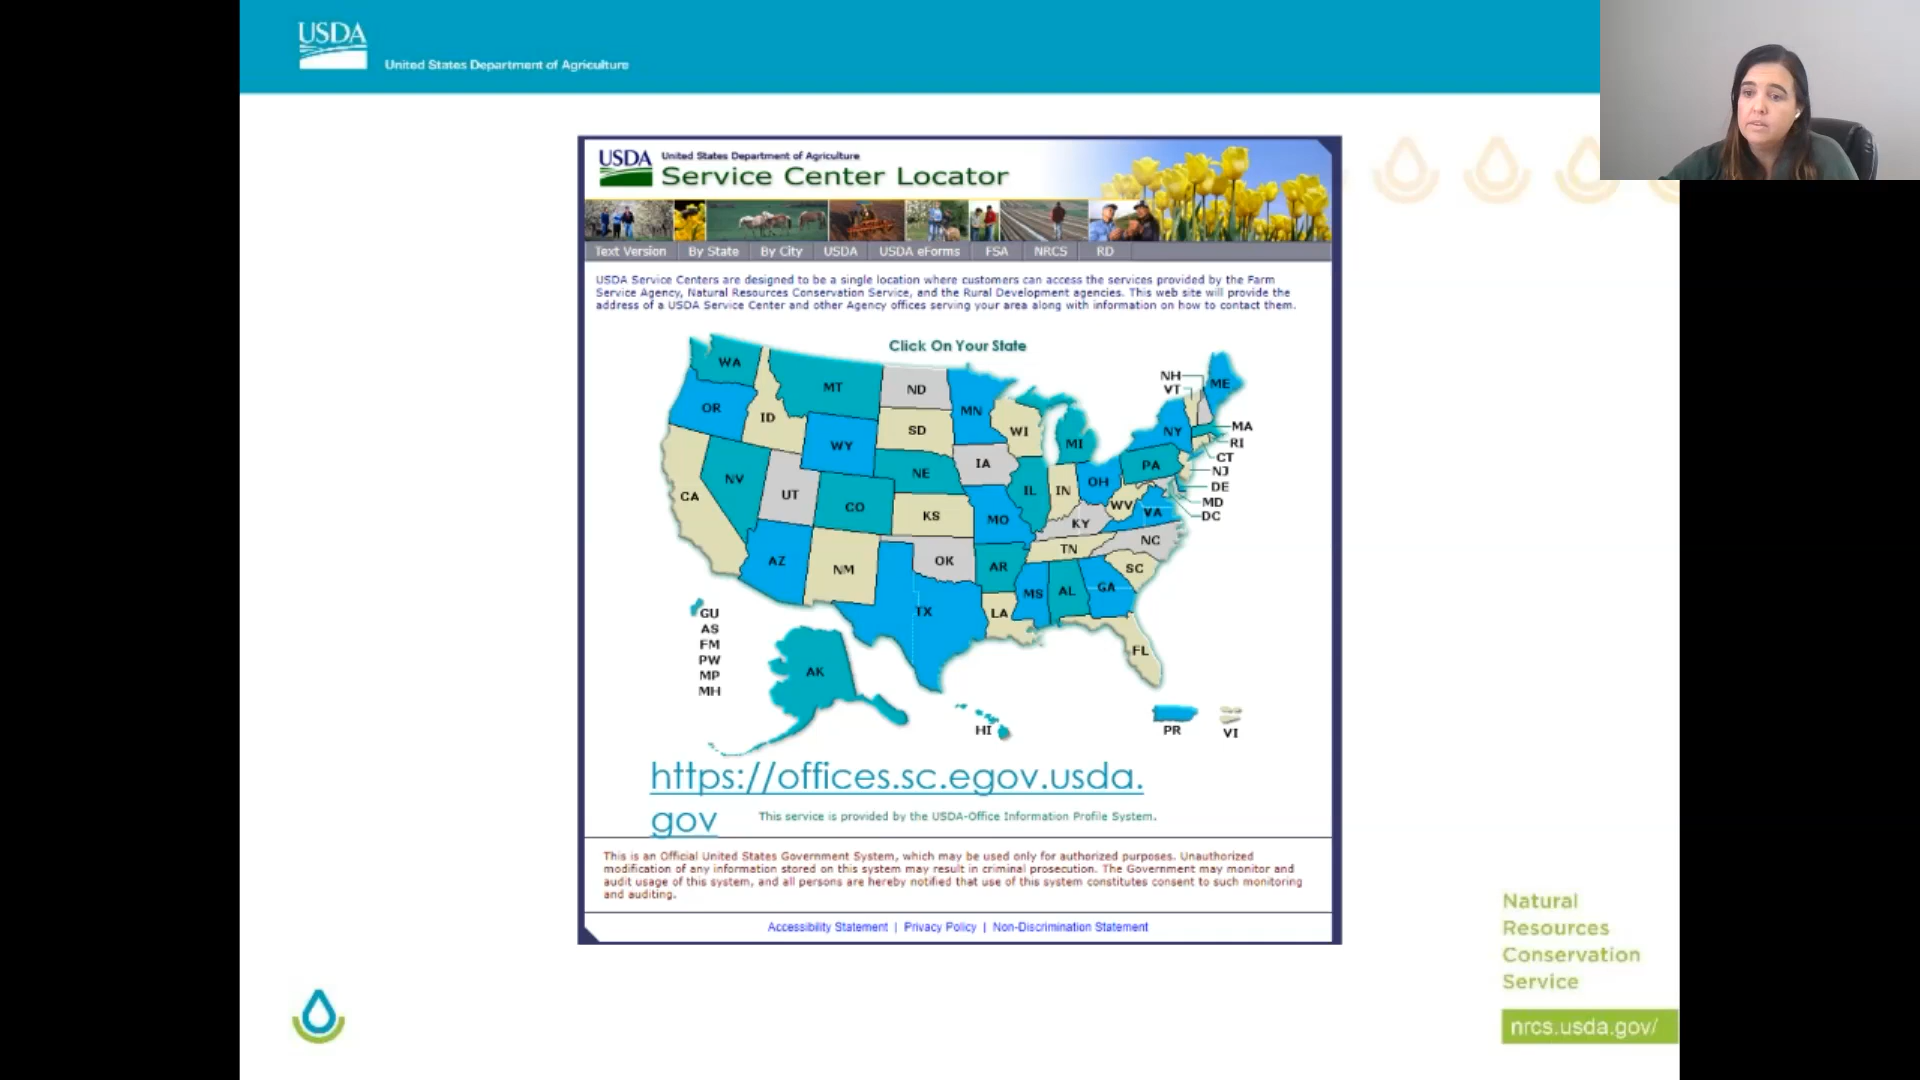 USDA
United States Department of Agriculture
USDA
United States Department of Agriculture
Service Center Locator
Text Version By State By City USDA USDA eForms FSA NRCS RD
USDA Service Centers are designed to be a single location where customers can access the services provided by the Farm
Service Agency, Natural Resources Conservation Service, and the Rural Development agencies. This web site will provide the
address of a USDA Service Center and other Agency offices serving your area along with information on how to contact them.
Click On Your State
WA
MT
ND
MN
NH
VT
ME
OR
ID
SD
WI
MI
NY
MA
RI
WY
IA
PA
CT
NJ
NV
NE
IL
IN
OH
DE
CA
UT
CO
KS
MO
WV
VA
MD
DC
KY
NC
TN
AZ
NM
OK
AR
SC
MS
AL
GA
TX
LA
FL
GU
AS
FM
PW
MP
MH
AK
HI
PR
VI
https://offices.sc.egov.usda.
gov
This service is provided by the USDA-Office Information Profile System.
This is an Official United States Government System, which may be used only for authorized purposes. Unauthorized
modification of any information stored on this system may result in criminal prosecution. The Government may monitor and
audit usage of this system, and all persons are hereby notified that use of this system constitutes consent to such monitoring
and auditing.
Accessibility Statement | Privacy Policy | Non-Discrimination Statement
Natural
Resources
Conservation
Service
nrcs.usda.gov/